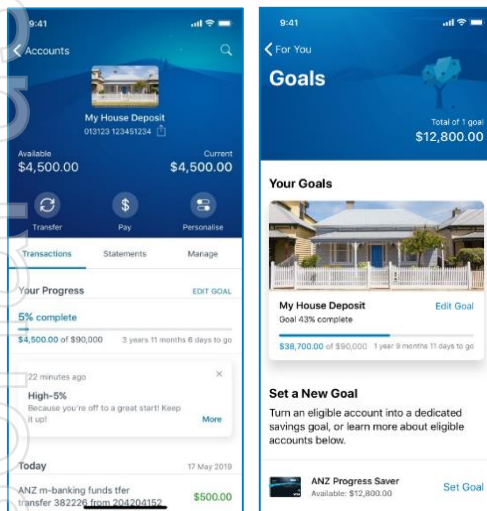 9:41
Accounts
My House Deposit
013123 123451234
Available
Current
$4,500.00
$4,500.00
Transfer
Pay
Personalise
Transactions
Statements
Manage
Your Progress
EDIT GOAL
5% complete
$4,500.00 of $90,000
3 years 11 months 6 days to go
22 minutes ago
High-5%
Because you're off to a great start! Keep
it up!
More
Today
17 May 2019
ANZ m-banking funds tfer
transfer 382226 from 204204152
$500.00
9:41
For You
Goals
Total of 1 goal
$12,800.00
Your Goals
My House Deposit
Edit Goal
Goal 43% complete
$38,700.00 of $90,000
1 year 9 months 11 days to go
Set a New Goal
Turn an eligible account into a dedicated
savings goal, or learn more about eligible
accounts below.
ANZ Progress Saver
Available: $12,800.00
Set Goal